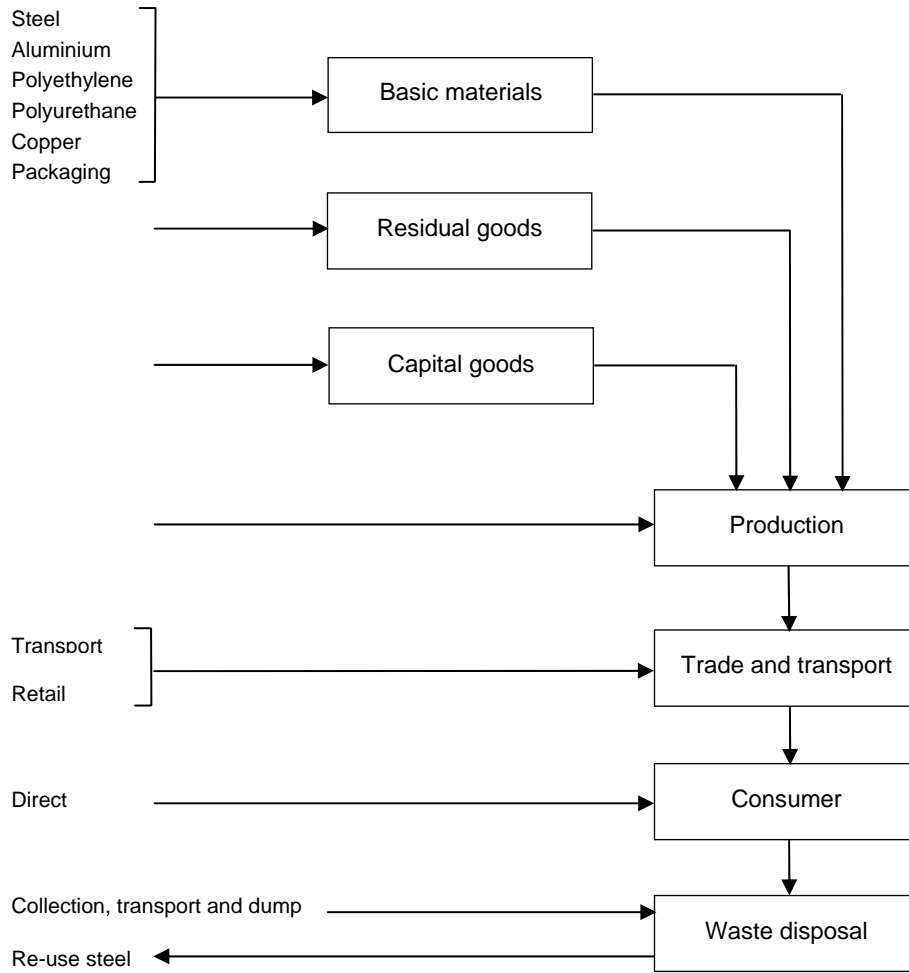 Steel
Aluminium
Polyethylene
Polyurethane
Copper
Packaging
Basic materials
Residual goods
Capital goods
Production
Transport
Retail
Trade and transport
Direct
Consumer
Collection, transport and dump
Re-use steel
Waste disposal